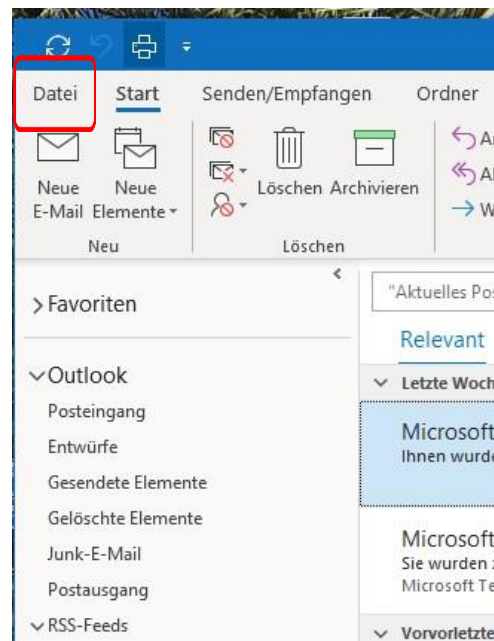 Datei Start Senden/Empfangen Ordner
Neue E-Mail
Neue Elemente
Löschen Archivieren
Neu Löschen
Favoriten
Outlook
Posteingang
Entwürfe
Gesendete Elemente
Gelöschte Elemente
Junk-E-Mail
Postausgang
RSS-Feeds
"Aktuelles Pos
Relevant
Letzte Woch
Microsoft
Ihnen wurde
Microsoft
Sie wurden
Microsoft Te
Vorvorletzte